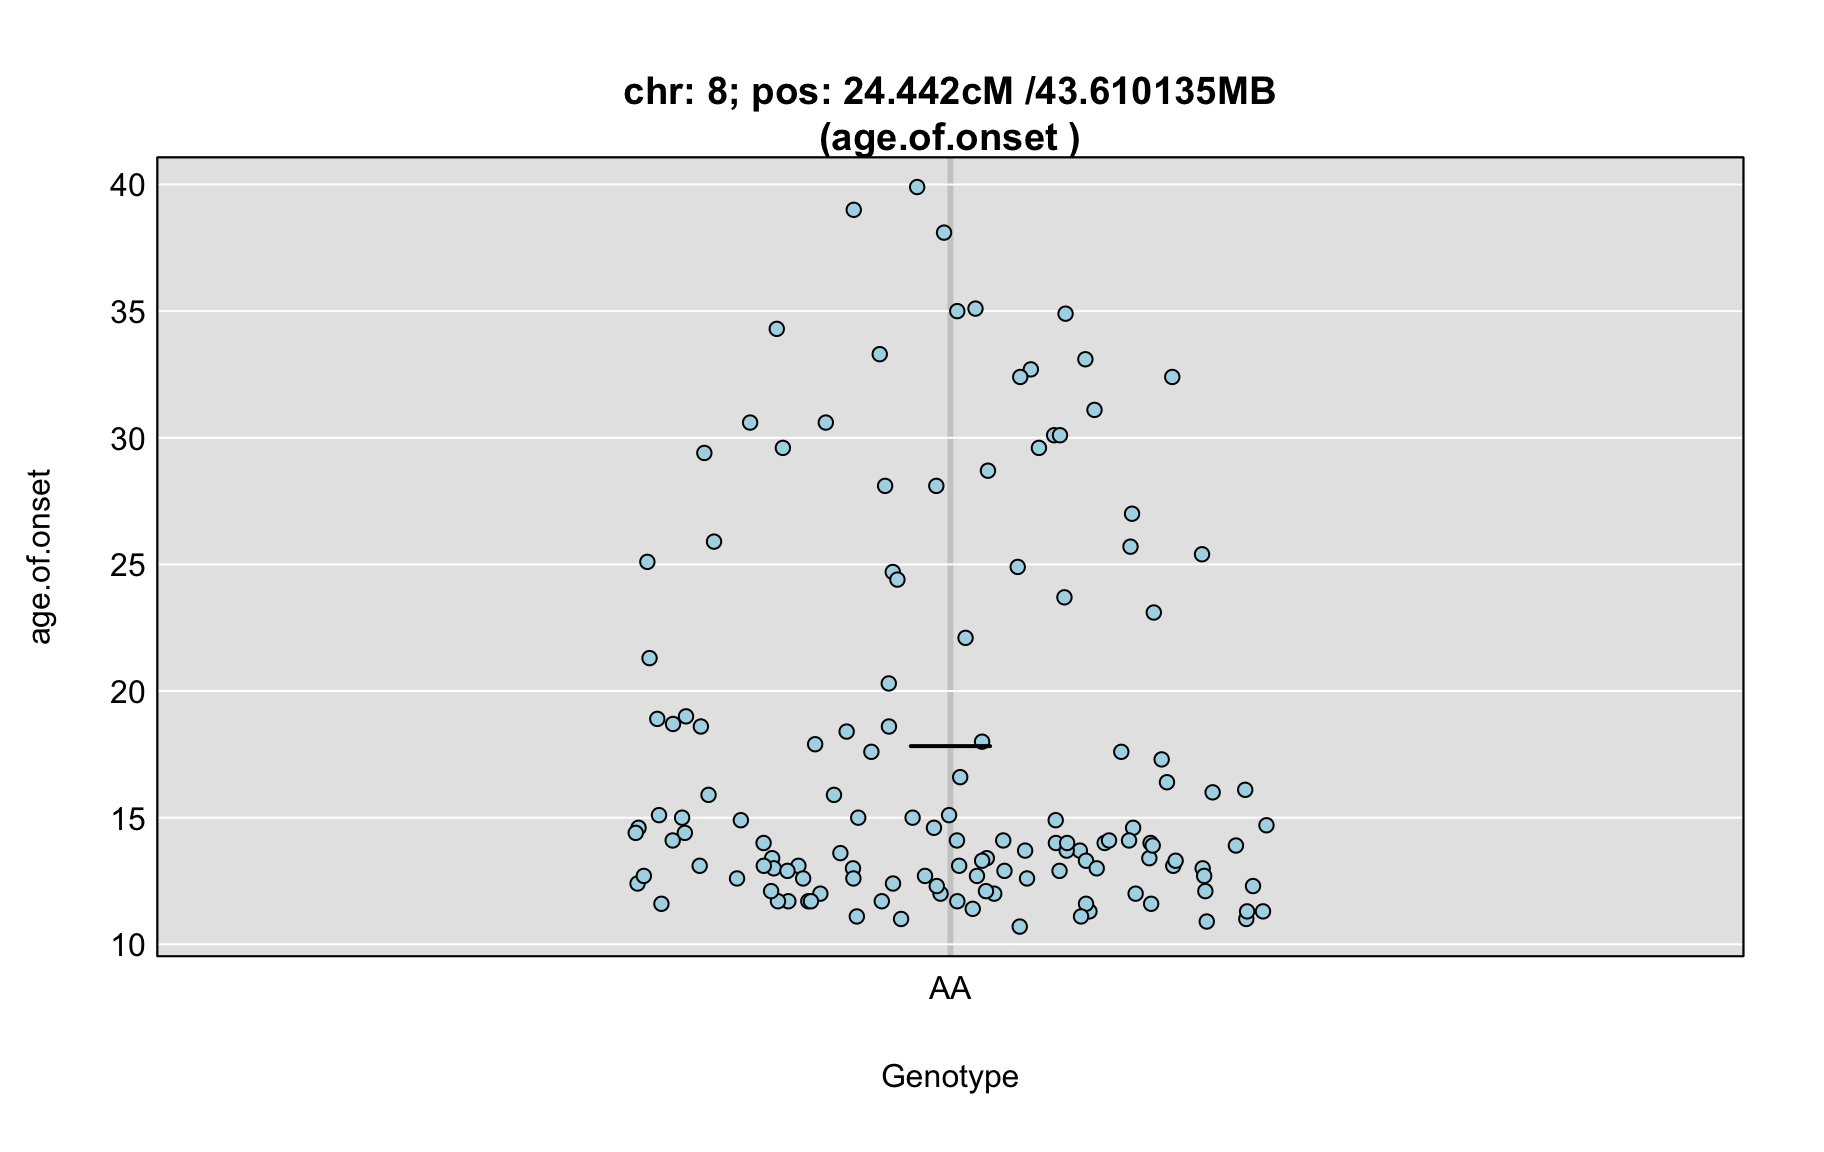 chr: 8; pos: 24.442cM /43.610135MB
(age.of.onset )
40
35
30
25
20
15
10
age.of.onset
AA
Genotype